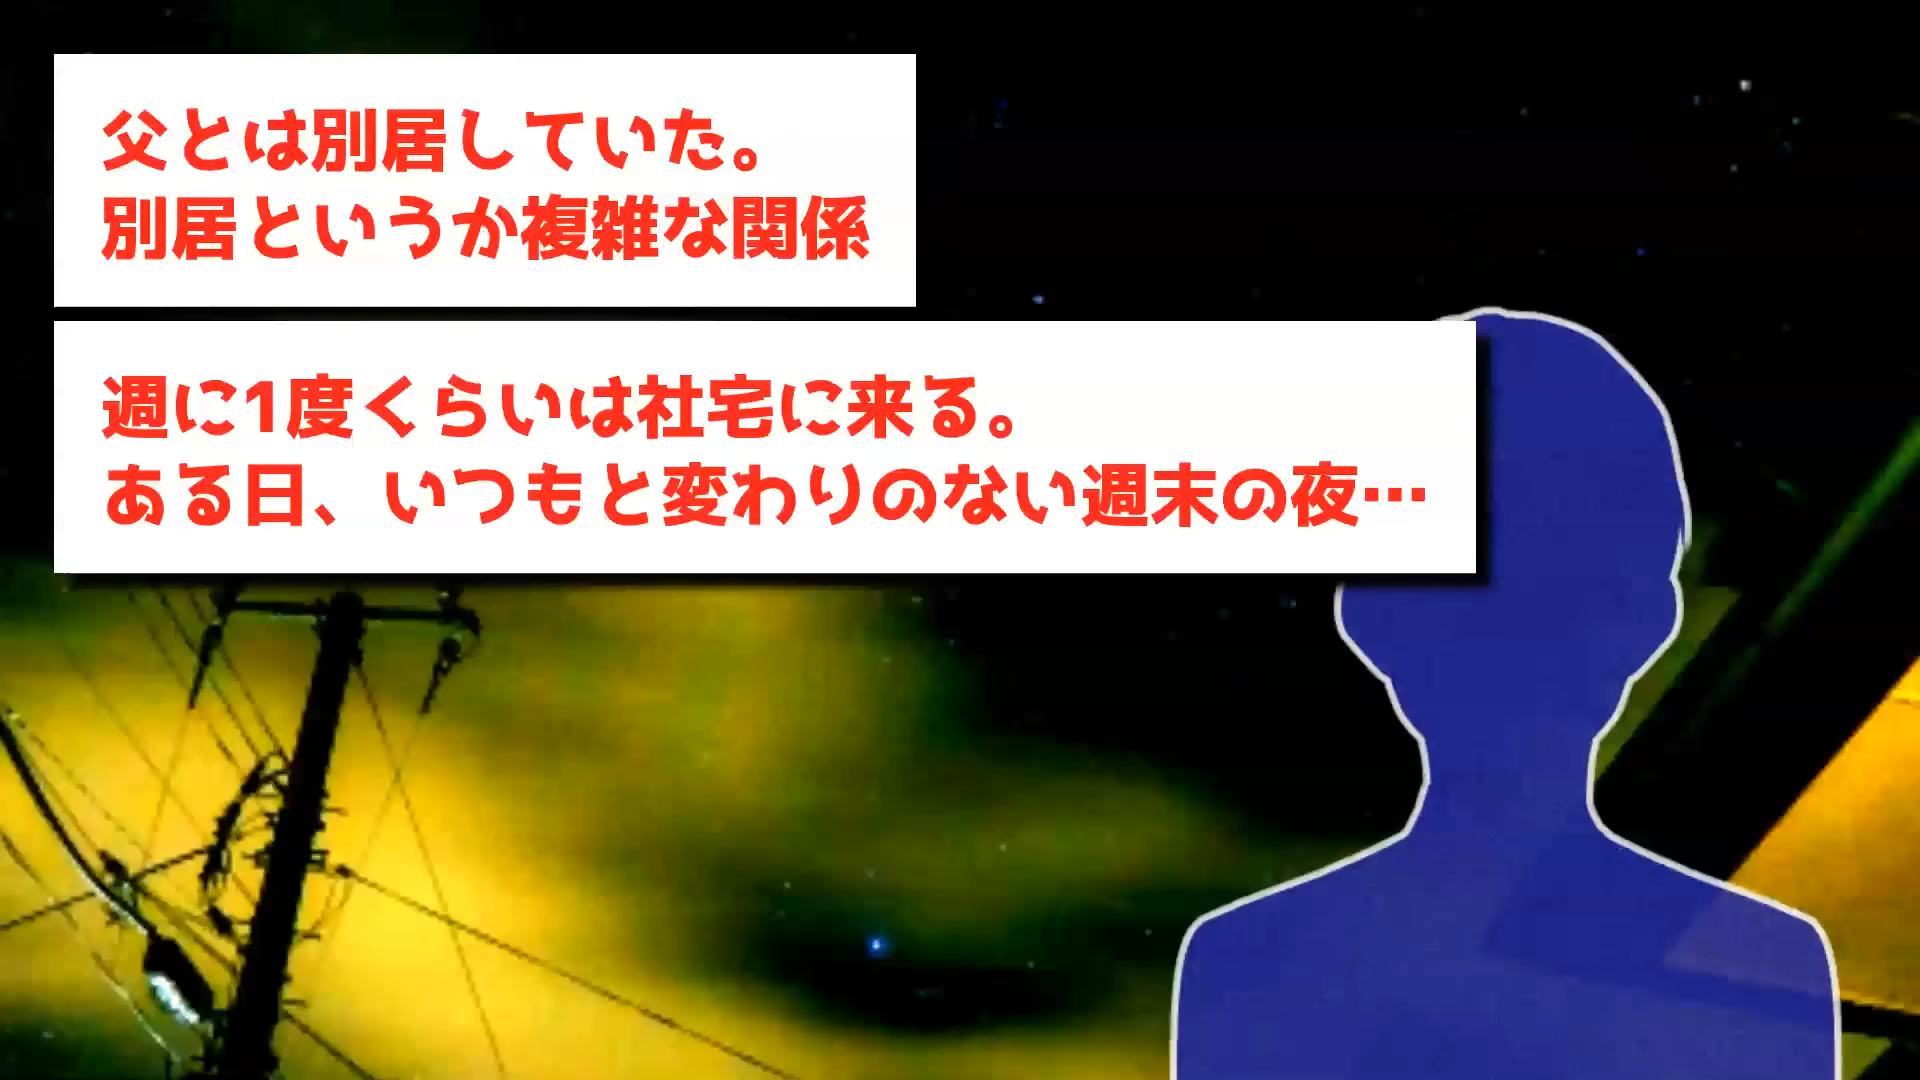 父とは別居していた。
別居というか複雑な関係
週に1度くらいは社宅に来る。
ある日、いつもと変わりのない週末の夜…